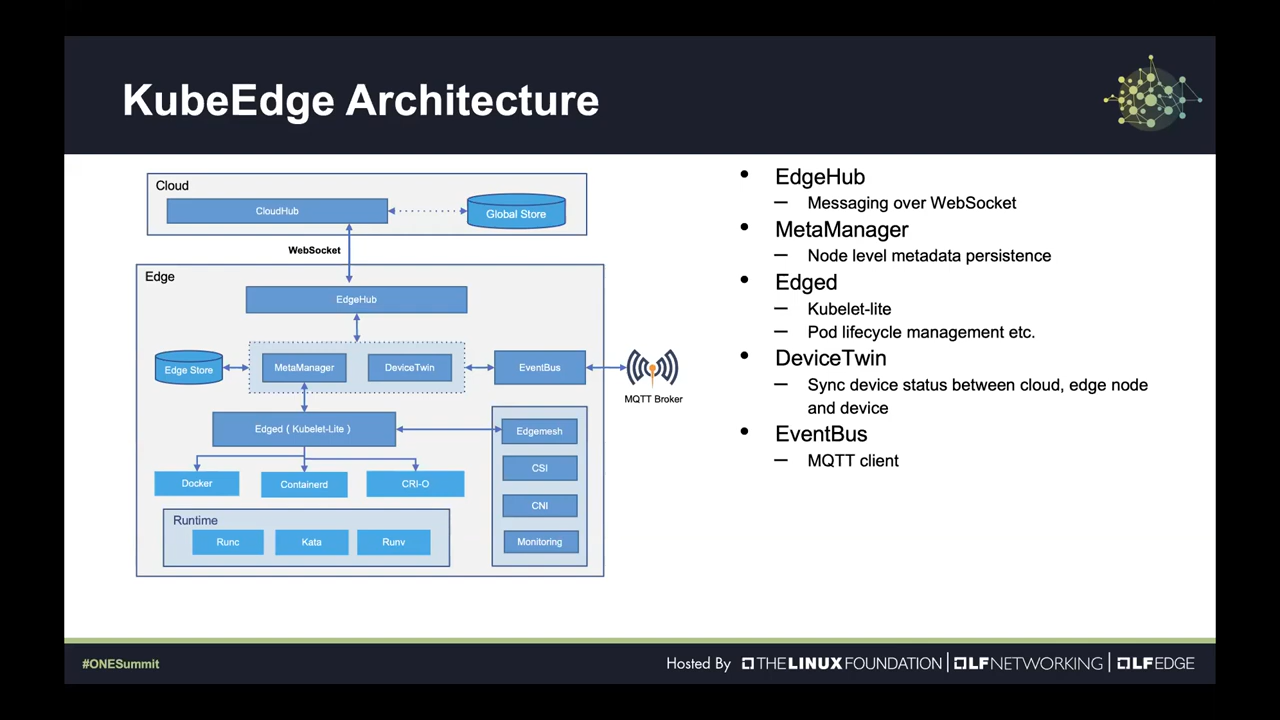 KubeEdge Architecture
Cloud
CloudHub
Global Store
WebSocket
Edge
EdgeHub
Edge Store
MetaManager
DeviceTwin
EventBus
MQTT Broker
Edged ( Kubelet-Lite )
Edgemesh
CSI
CNI
Monitoring
Docker
Containerd
CRI-O
Runtime
Runc
Kata
Runv
• EdgeHub
– Messaging over WebSocket
• MetaManager
– Node level metadata persistence
• Edged
– Kubelet-lite
– Pod lifecycle management etc.
• DeviceTwin
– Sync device status between cloud, edge node
and device
• EventBus
– MQTT client
#ONESummit
Hosted By THE LINUX FOUNDATION | LF NETWORKING | LF EDGE